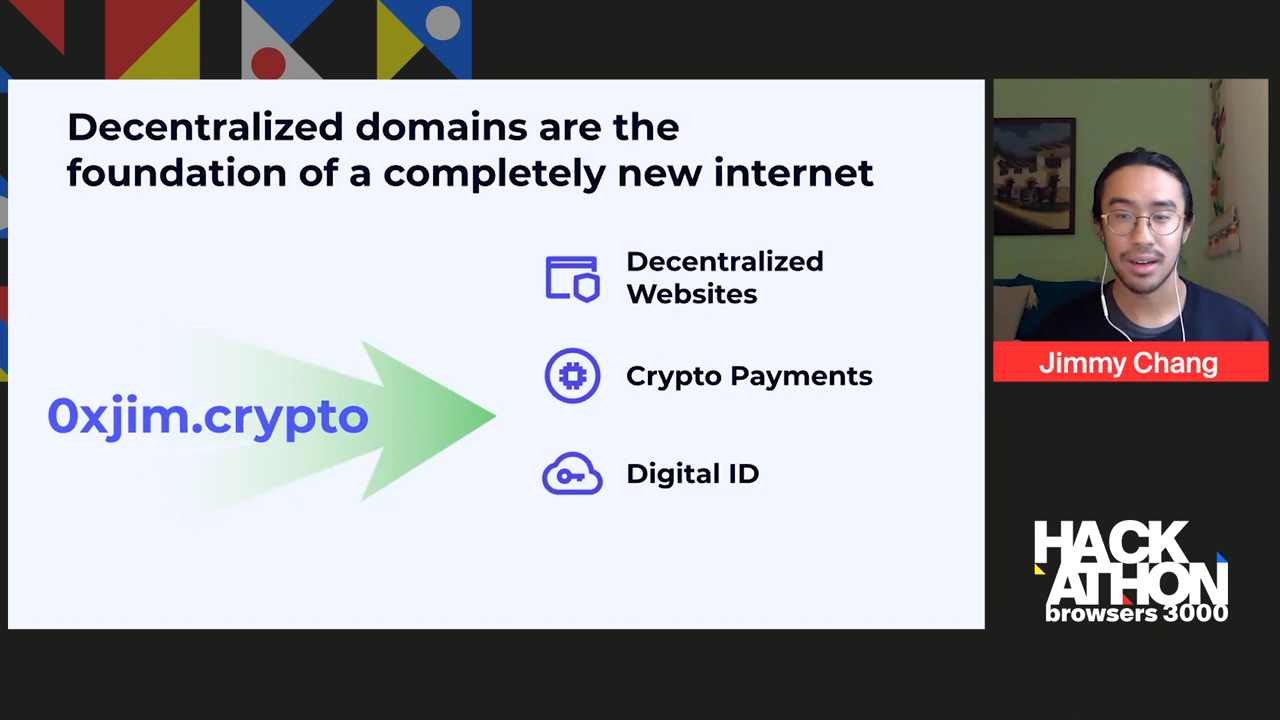 Decentralized domains are the
foundation of a completely new internet
0xjim.crypto
Decentralized
Websites
Crypto Payments
Digital ID
Jimmy Chang
HACK
ATHON
browsers 3000